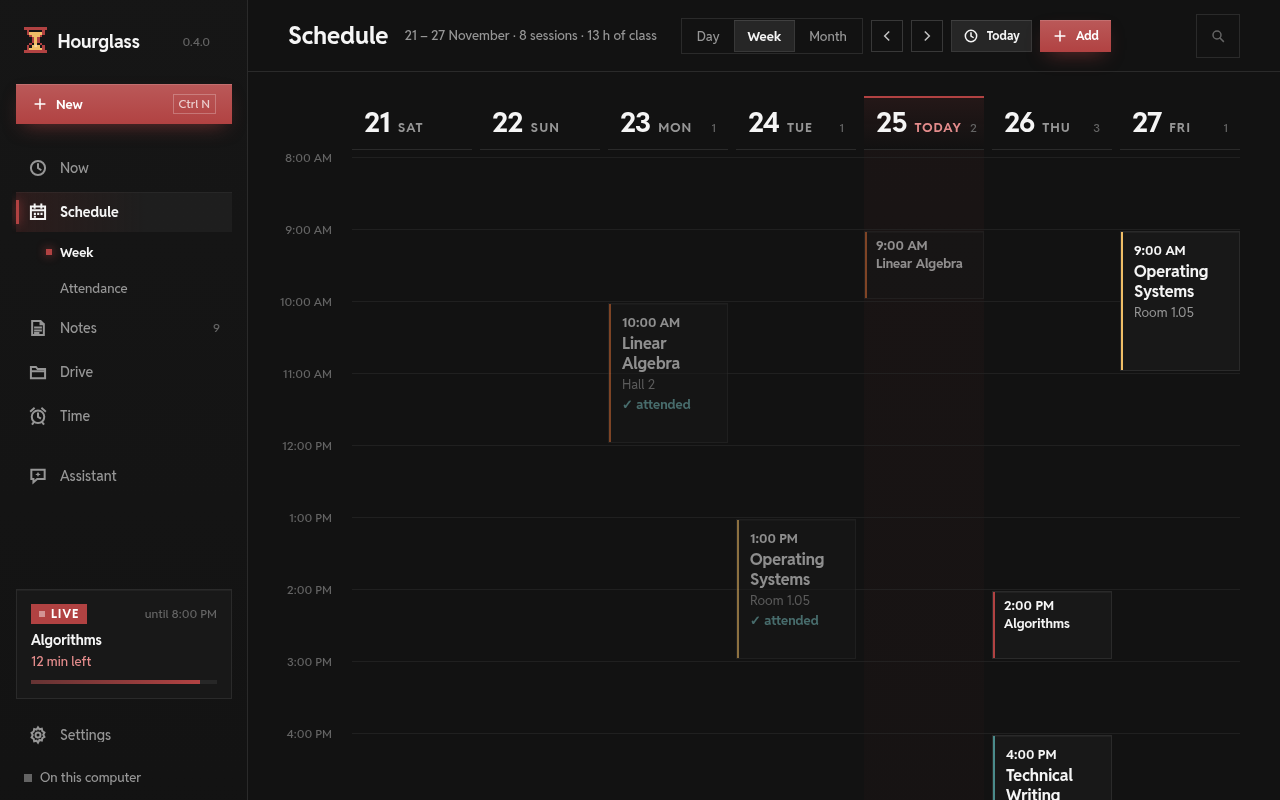 Hourglass 0.4.0
New Ctrl N
Now
Schedule
Week
Attendance
Notes 9
Drive
Time
Assistant
LIVE until 8:00 PM
Algorithms
12 min left
Settings
On this computer
Schedule 21 – 27 November · 8 sessions · 13 h of class Day Week Month Today Add
21 SAT 22 SUN 23 MON 1 24 TUE 1 25 TODAY 2 26 THU 3 27 FRI 1
8:00 AM
9:00 AM
10:00 AM
11:00 AM
12:00 PM
1:00 PM
2:00 PM
3:00 PM
4:00 PM
10:00 AM
Linear
Algebra
Hall 2
✓ attended
1:00 PM
Operating
Systems
Room 1.05
✓ attended
9:00 AM
Linear Algebra
2:00 PM
Algorithms
4:00 PM
Technical
Writing
9:00 AM
Operating
Systems
Room 1.05